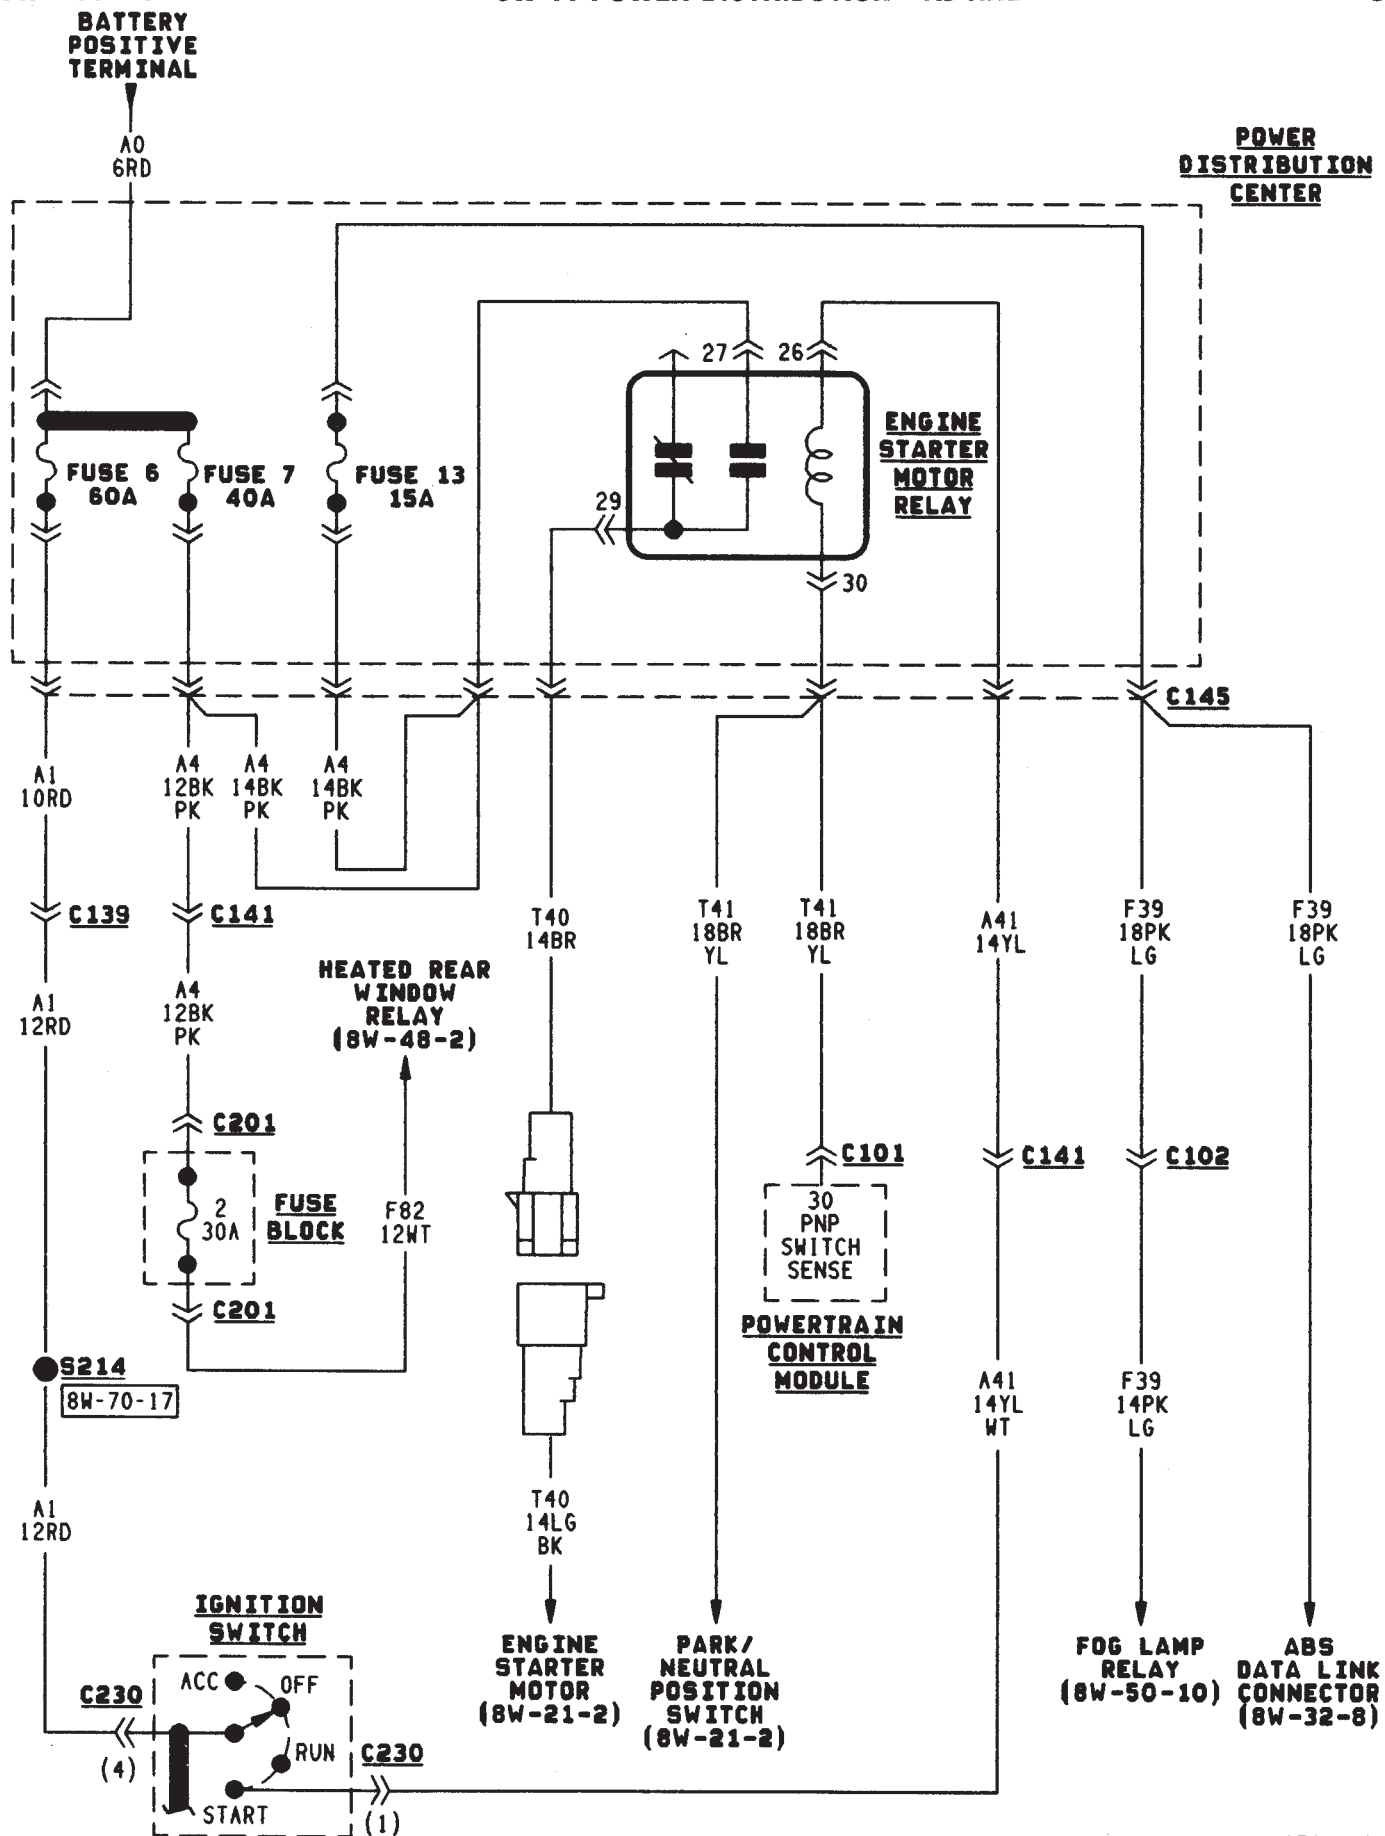 BATTERY
POSITIVE
TERMINAL
A0
6RD
POWER
DISTRIBUTION
CENTER
27
26
ENGINE
STARTER
MOTOR
RELAY
FUSE 6
60A
FUSE 7
40A
FUSE 13
15A
29
30
C145
A1
10RD
A4
12BK
PK
A4
14BK
PK
A4
14BK
PK
C139
C141
T40
14BR
T41
18BR
YL
T41
18BR
YL
A41
14YL
F39
18PK
LG
F39
18PK
LG
HEATED REAR
WINDOW
RELAY
(8W-48-2)
A1
12RD
A4
12BK
PK
C201
C101
C141
C102
2
30A
FUSE
BLOCK
F82
12WT
30
PNP
SWITCH
SENSE
C201
POWERTRAIN
CONTROL
MODULE
S214
8W-70-17
A41
14YL
WT
F39
14PK
LG
A1
12RD
T40
14LG
BK
IGNITION
SWITCH
ENGINE
STARTER
MOTOR
(8W-21-2)
PARK/
NEUTRAL
POSITION
SWITCH
(8W-21-2)
FOG LAMP
RELAY
(8W-50-10)
ABS
DATA LINK
CONNECTOR
(8W-32-8)
ACC
OFF
C230
RUN
C230
(4)
START
(1)